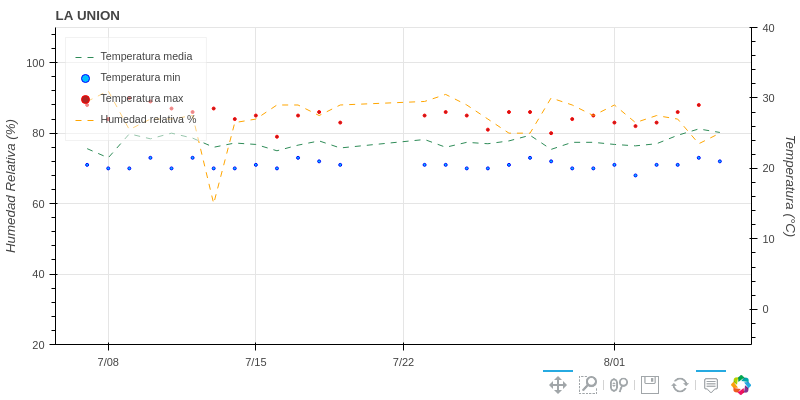 LA UNION
Temperatura media
Temperatura min
Temperatura max
Humedad relativa %
Humedad Relativa (%)
100
80
60
40
20
Temperatura (°C)
40
30
20
10
0
7/08
7/15
7/22
8/01